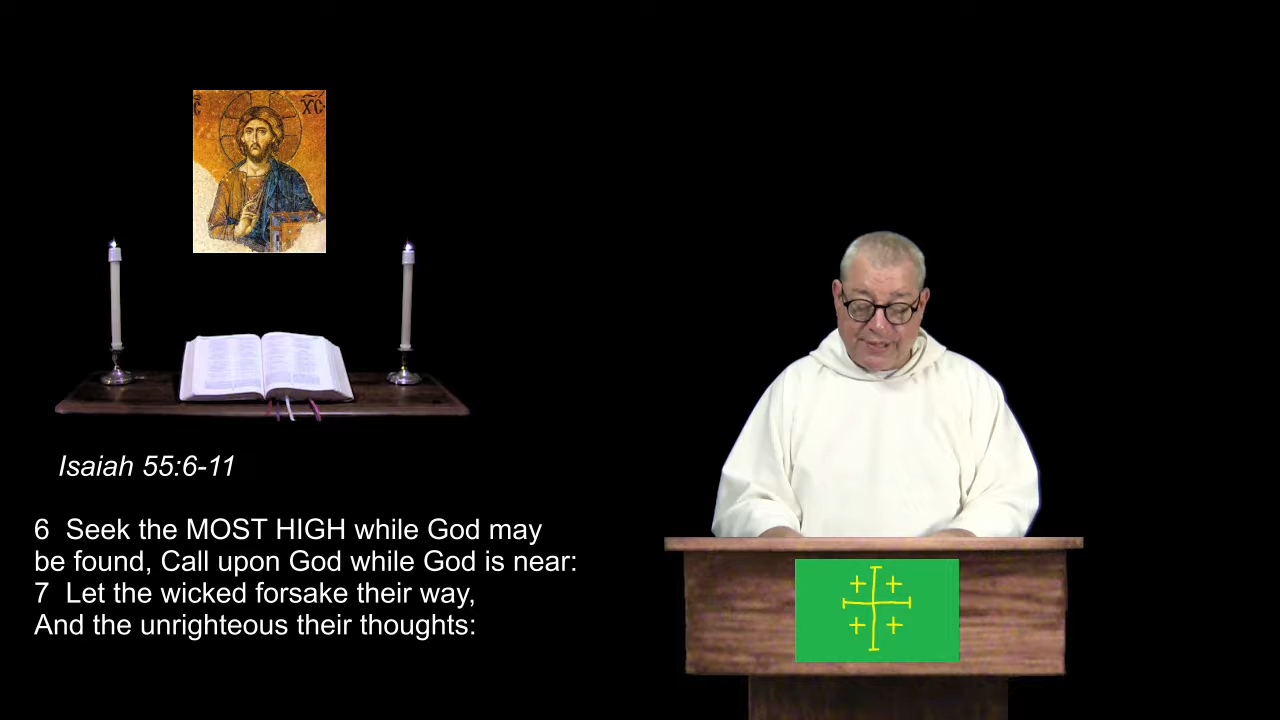 XC
Isaiah 55:6-11
6 Seek the MOST HIGH while God may
be found, Call upon God while God is near:
7 Let the wicked forsake their way,
And the unrighteous their thoughts: